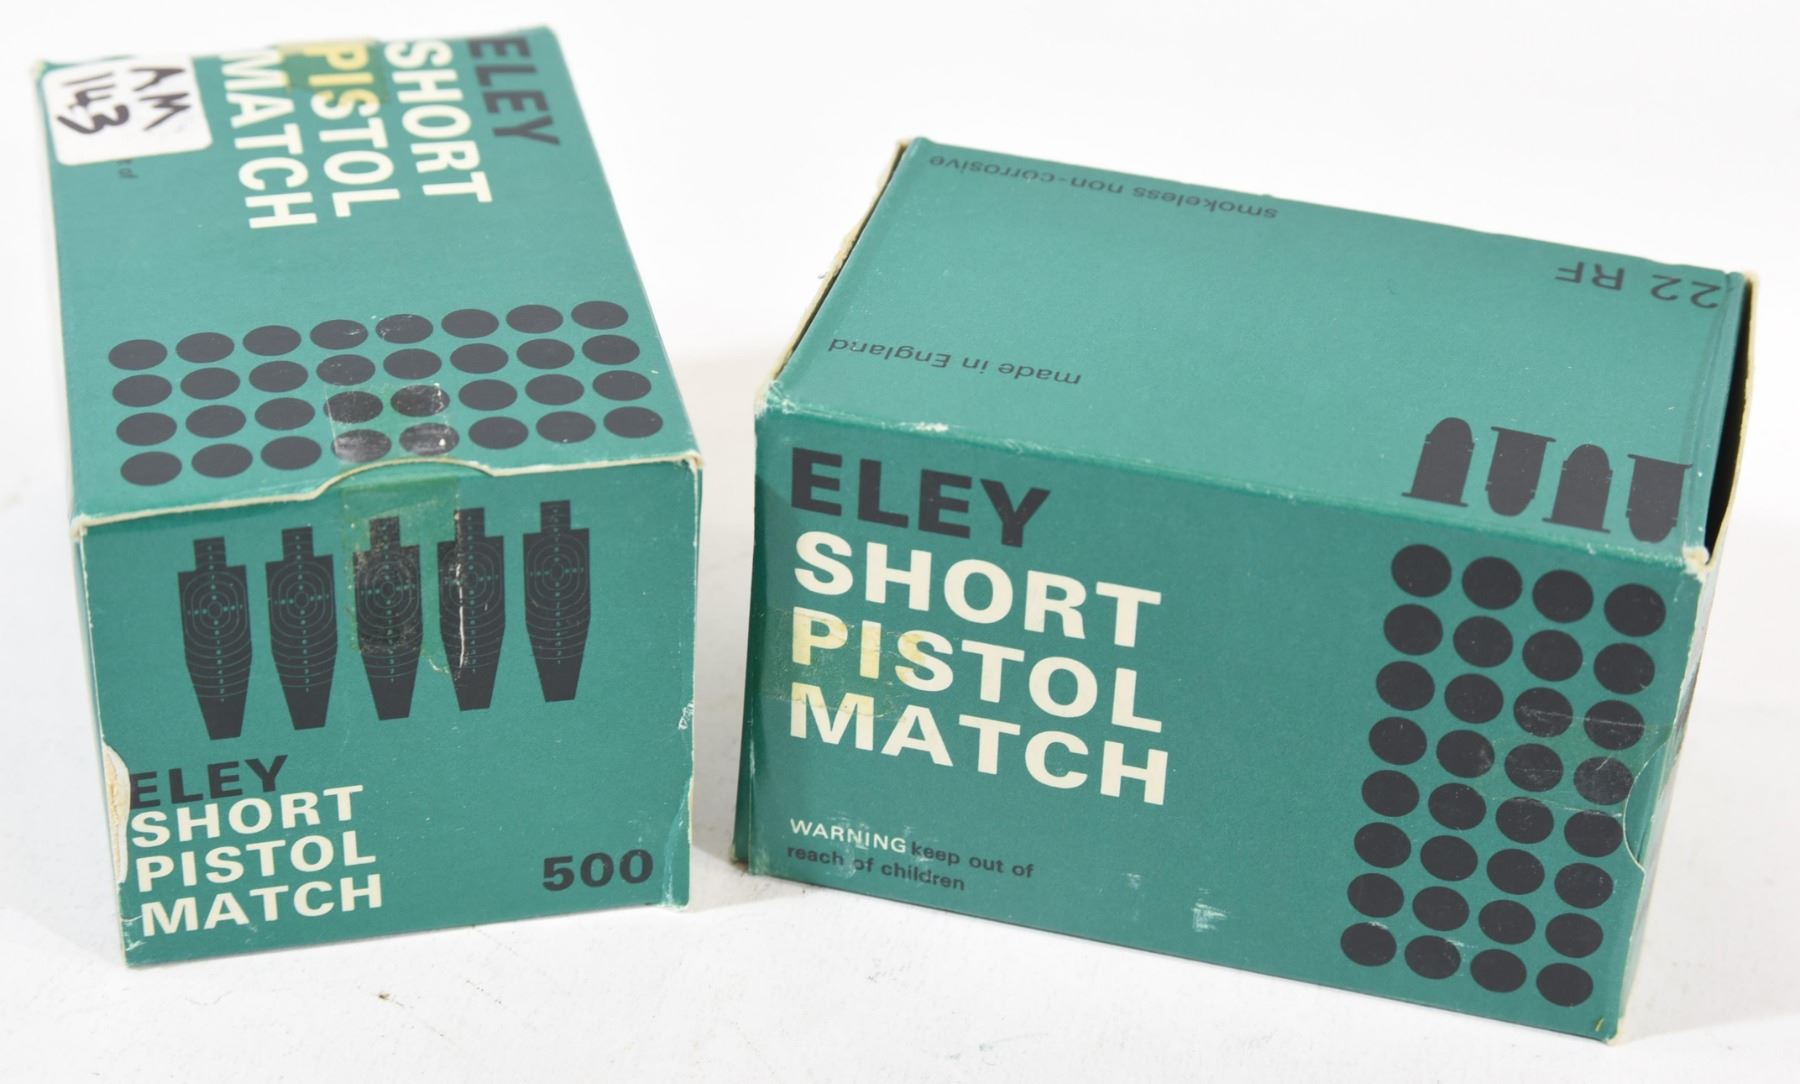 AM
143
ELEY
SHORT
PISTOL
MATCH
of
ELEY
SHORT
PISTOL
MATCH
500
smokeless non-corrosive
22 RF
made in England
ELEY
SHORT
PISTOL
MATCH
WARNING keep out of
reach of children